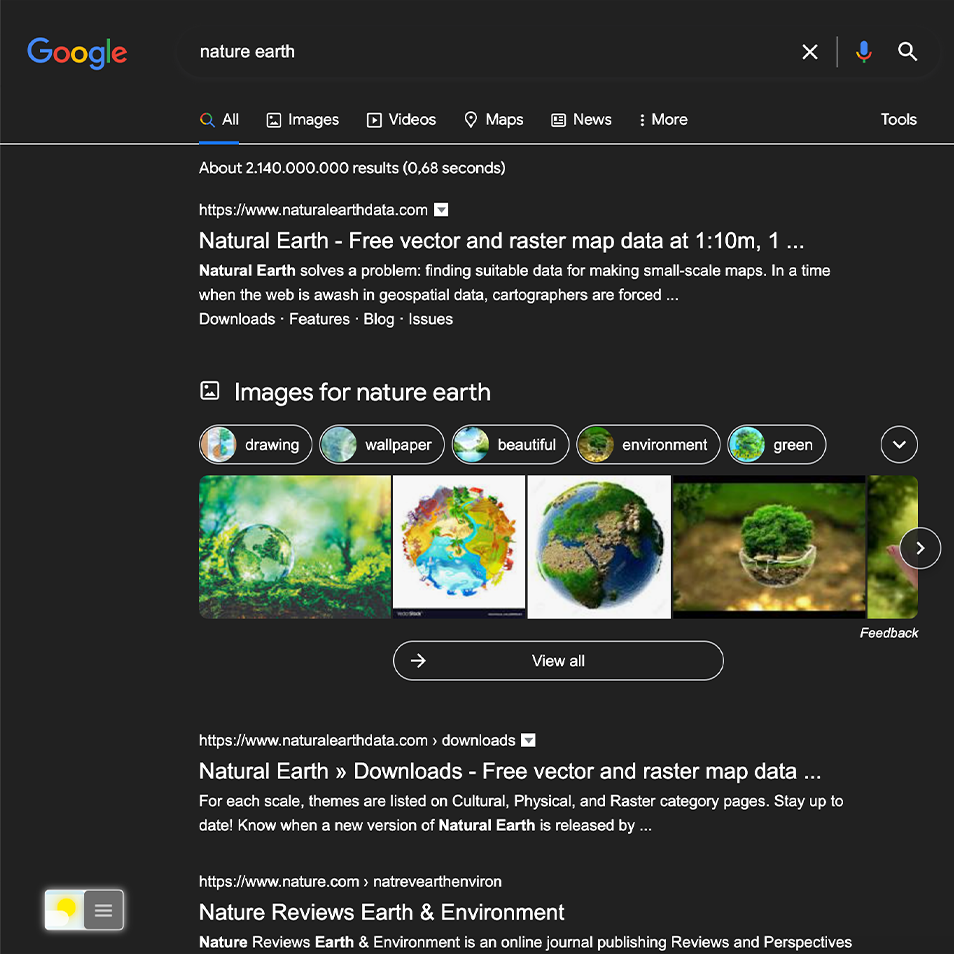 Google
nature earth
All Images Videos Maps News More Tools
About 2.140.000.000 results (0,68 seconds)
https://www.naturalearthdata.com
Natural Earth - Free vector and raster map data at 1:10m, 1 ...
Natural Earth solves a problem: finding suitable data for making small-scale maps. In a time
when the web is awash in geospatial data, cartographers are forced ...
Downloads · Features · Blog · Issues
Images for nature earth
drawing wallpaper beautiful environment green
Feedback
View all
https://www.naturalearthdata.com › downloads
Natural Earth » Downloads - Free vector and raster map data ...
For each scale, themes are listed on Cultural, Physical, and Raster category pages. Stay up to
date! Know when a new version of Natural Earth is released by ...
https://www.nature.com › natrevearthenviron
Nature Reviews Earth & Environment
Nature Reviews Earth & Environment is an online journal publishing Reviews and Perspectives